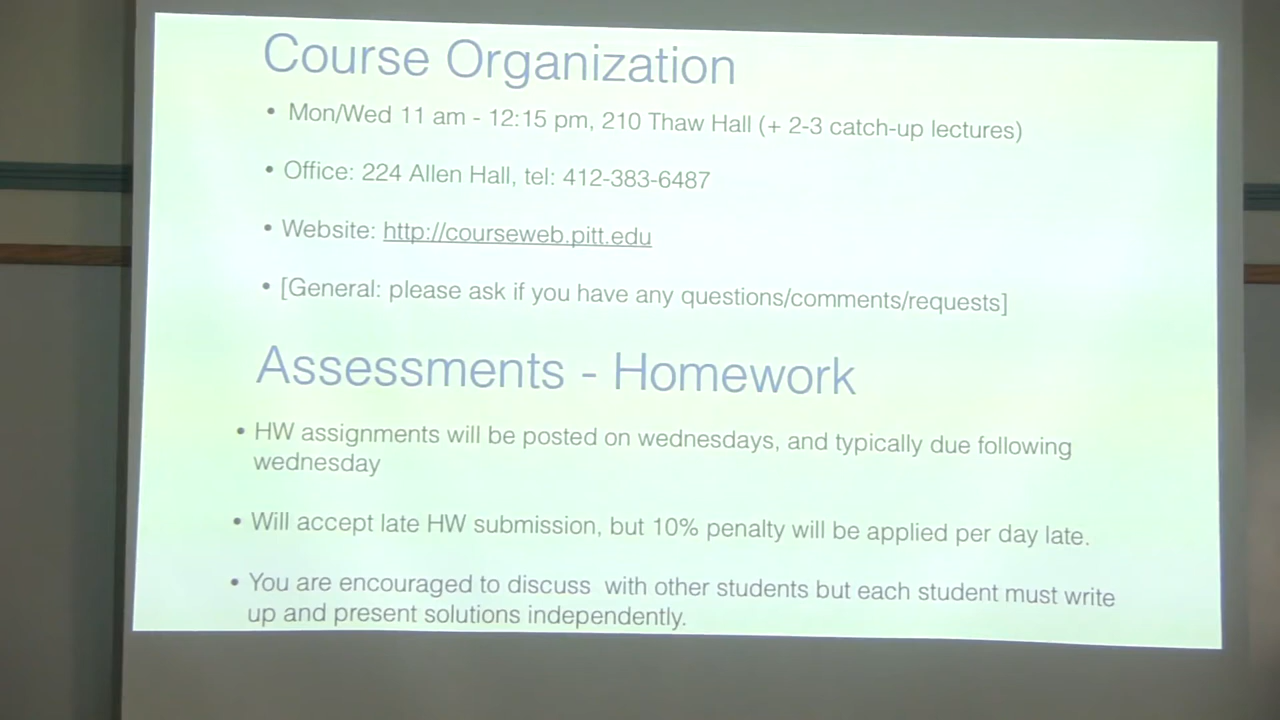 Course Organization
• Mon/Wed 11 am - 12:15 pm, 210 Thaw Hall (+ 2-3 catch-up lectures)
• Office: 224 Allen Hall, tel: 412-383-6487
• Website: http://courseweb.pitt.edu
• [General: please ask if you have any questions/comments/requests]
Assessments - Homework
• HW assignments will be posted on wednesdays, and typically due following
wednesday
• Will accept late HW submission, but 10% penalty will be applied per day late.
• You are encouraged to discuss  with other students but each student must write
up and present solutions independently.